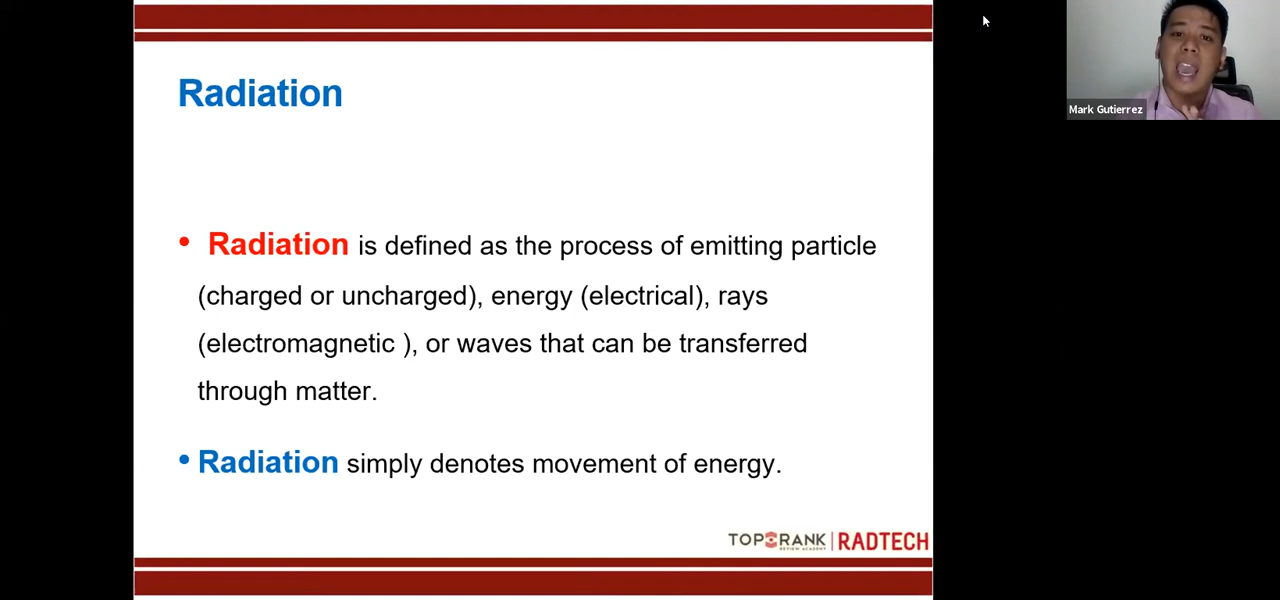 Radiation
• Radiation is defined as the process of emitting particle
(charged or uncharged), energy (electrical), rays
(electromagnetic ), or waves that can be transferred
through matter.
• Radiation simply denotes movement of energy.
TOP RANK | RADTECH
REVIEW ACADEMY
Mark Gutierrez